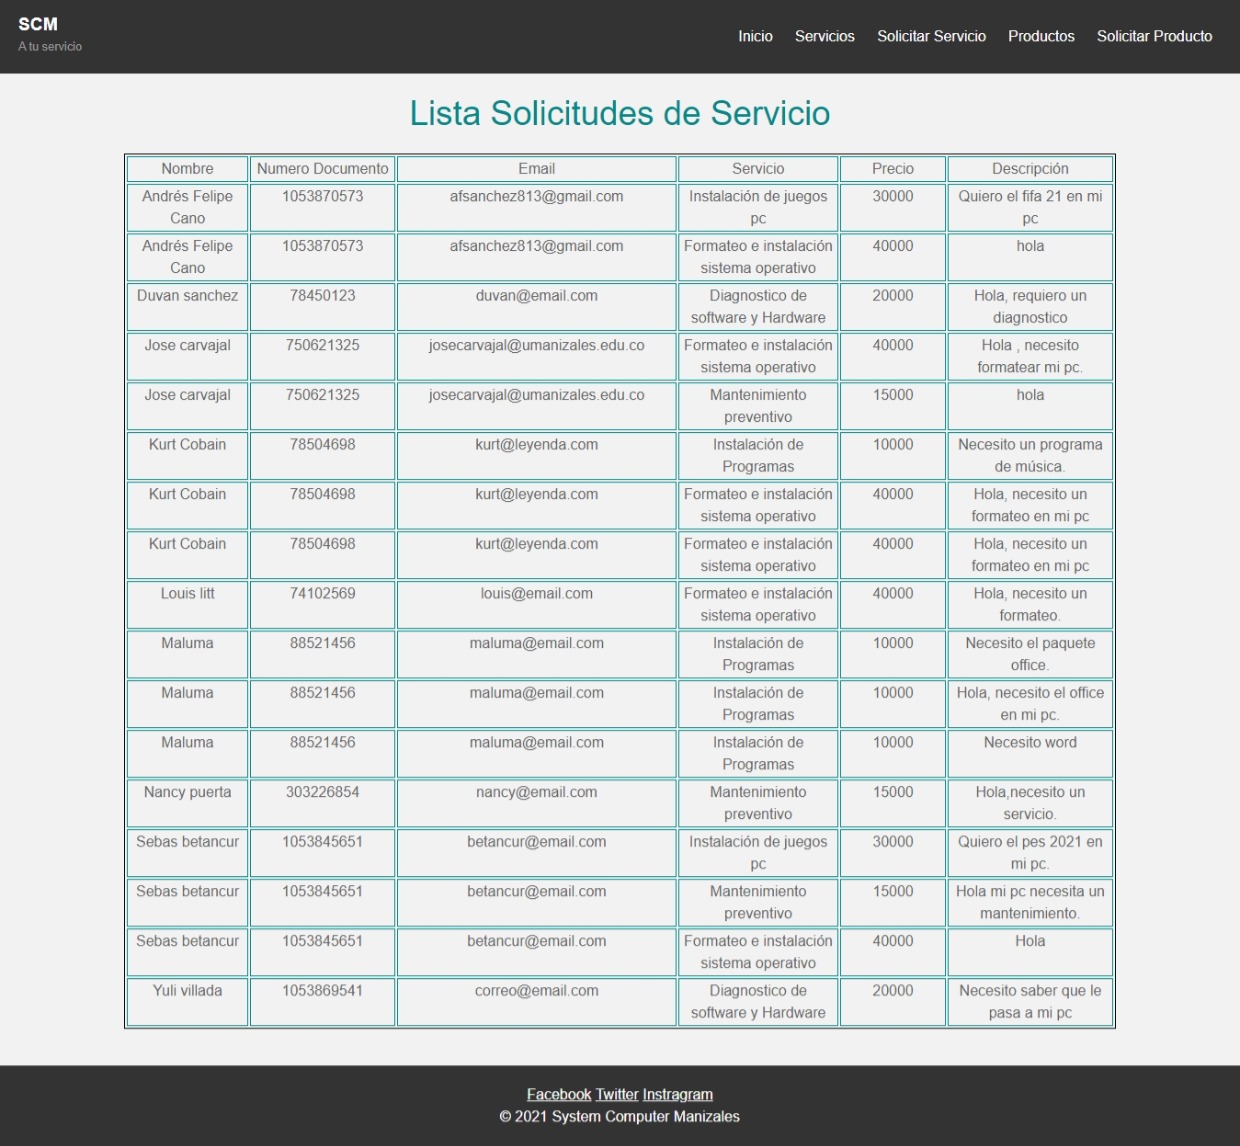 SCM
A tu servicio
Inicio Servicios Solicitar Servicio Productos Solicitar Producto
Lista Solicitudes de Servicio
Nombre Numero Documento Email Servicio Precio Descripción
Andrés Felipe 1053870573 afsanchez813@gmail.com Instalación de juegos 30000 Quiero el fifa 21 en mi
Cano pc pc
Andrés Felipe 1053870573 afsanchez813@gmail.com Formateo e instalación 40000 hola
Cano sistema operativo
Duvan sanchez 78450123 duvan@email.com Diagnostico de 20000 Hola, requiero un
software y Hardware diagnostico
Jose carvajal 750621325 josecarvajal@umanizales.edu.co Formateo e instalación 40000 Hola , necesito
sistema operativo formatear mi pc.
Jose carvajal 750621325 josecarvajal@umanizales.edu.co Mantenimiento 15000 hola
preventivo
Kurt Cobain 78504698 kurt@leyenda.com Instalación de 10000 Necesito un programa
Programas de música.
Kurt Cobain 78504698 kurt@leyenda.com Formateo e instalación 40000 Hola, necesito un
sistema operativo formateo en mi pc
Kurt Cobain 78504698 kurt@leyenda.com Formateo e instalación 40000 Hola, necesito un
sistema operativo formateo en mi pc
Louis litt 74102569 louis@email.com Formateo e instalación 40000 Hola, necesito un
sistema operativo formateo.
Maluma 88521456 maluma@email.com Instalación de 10000 Necesito el paquete
Programas office.
Maluma 88521456 maluma@email.com Instalación de 10000 Hola, necesito el office
Programas en mi pc.
Maluma 88521456 maluma@email.com Instalación de 10000 Necesito word
Programas
Nancy puerta 303226854 nancy@email.com Mantenimiento 15000 Hola,necesito un
preventivo servicio.
Sebas betancur 1053845651 betancur@email.com Instalación de juegos 30000 Quiero el pes 2021 en
pc mi pc.
Sebas betancur 1053845651 betancur@email.com Mantenimiento 15000 Hola mi pc necesita un
preventivo mantenimiento.
Sebas betancur 1053845651 betancur@email.com Formateo e instalación 40000 Hola
sistema operativo
Yuli villada 1053869541 correo@email.com Diagnostico de 20000 Necesito saber que le
software y Hardware pasa a mi pc
Facebook Twitter Instragram
© 2021 System Computer Manizales